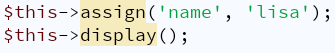 $this->assign('name', 'lisa');
$this->display();